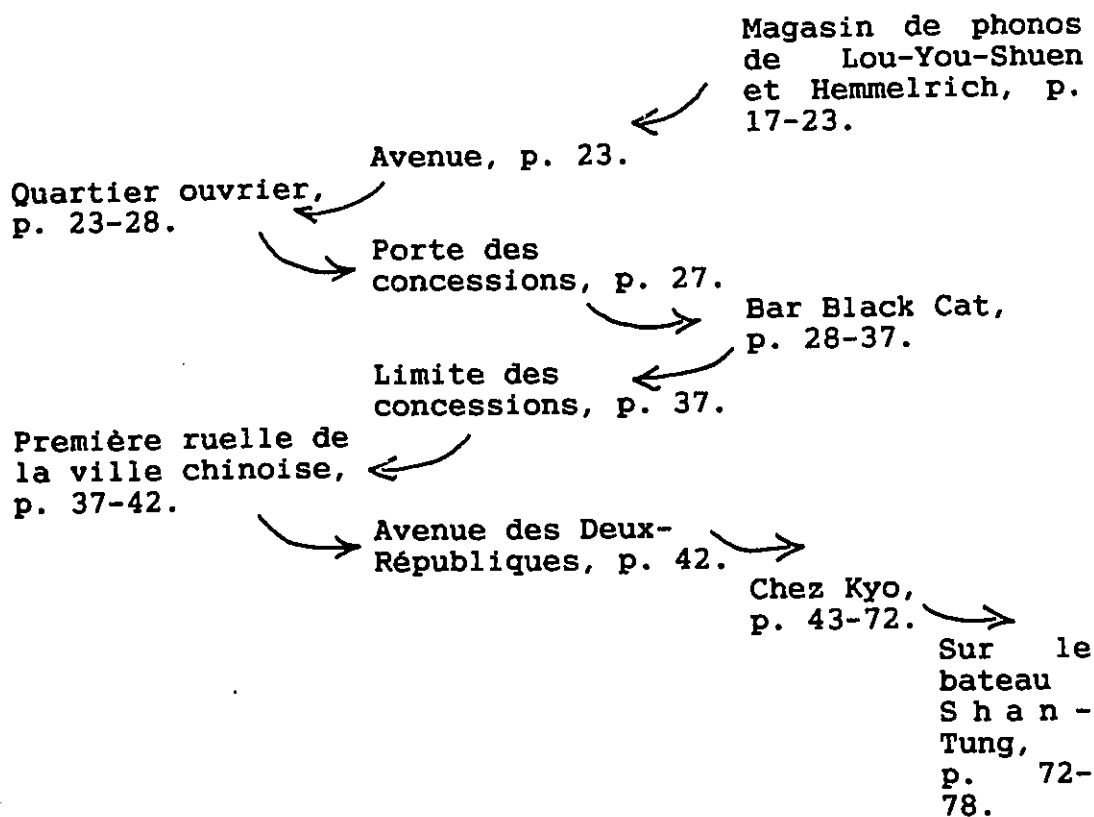 Magasin de phonos
de Lou-You-Shuen
et Hemmelrich, p.
17-23.
Avenue, p. 23.
Quartier ouvrier,
p. 23-28.
Porte des
concessions, p. 27.
Bar Black Cat,
p. 28-37.
Limite des
concessions, p. 37.
Première ruelle de
la ville chinoise,
p. 37-42.
Avenue des Deux-
Républiques, p. 42.
Chez Kyo,
p. 43-72.
Sur le
bateau
Shan-
Tung,
p. 72-
78.